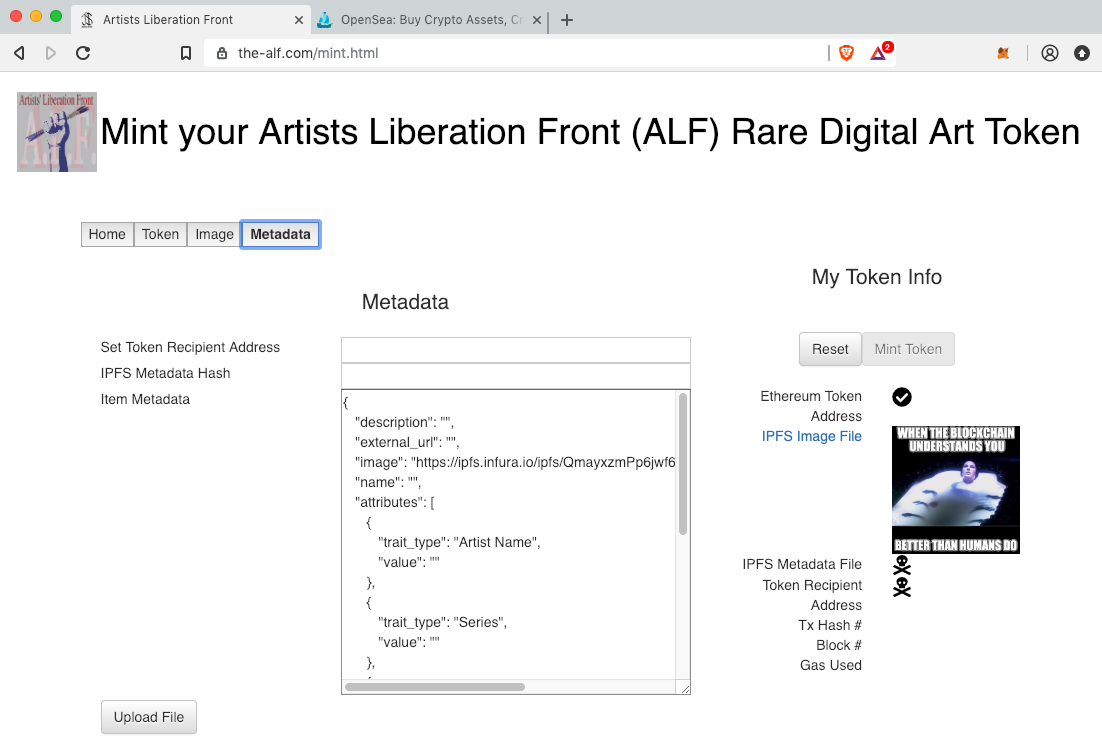 Artists Liberation Front
OpenSea: Buy Crypto Assets, Cr
the-alf.com/mint.html
2
Artists' Liberation Front
A.L.F.
Mint your Artists Liberation Front (ALF) Rare Digital Art Token
Home Token Image Metadata
Metadata
Set Token Recipient Address
IPFS Metadata Hash
Item Metadata
{
"description": "",
"external_url": "",
"image": "https://ipfs.infura.io/ipfs/QmayxzmPp6jwf6
"name": "",
"attributes": [
{
"trait_type": "Artist Name",
"value": ""
},
{
"trait_type": "Series",
"value": ""
},
Upload File
My Token Info
Reset Mint Token
Ethereum Token
Address
IPFS Image File
WHEN THE BLOCKCHAIN
UNDERSTANDS YOU
BETTER THAN HUMANS DO
IPFS Metadata File
Token Recipient
Address
Tx Hash #
Block #
Gas Used